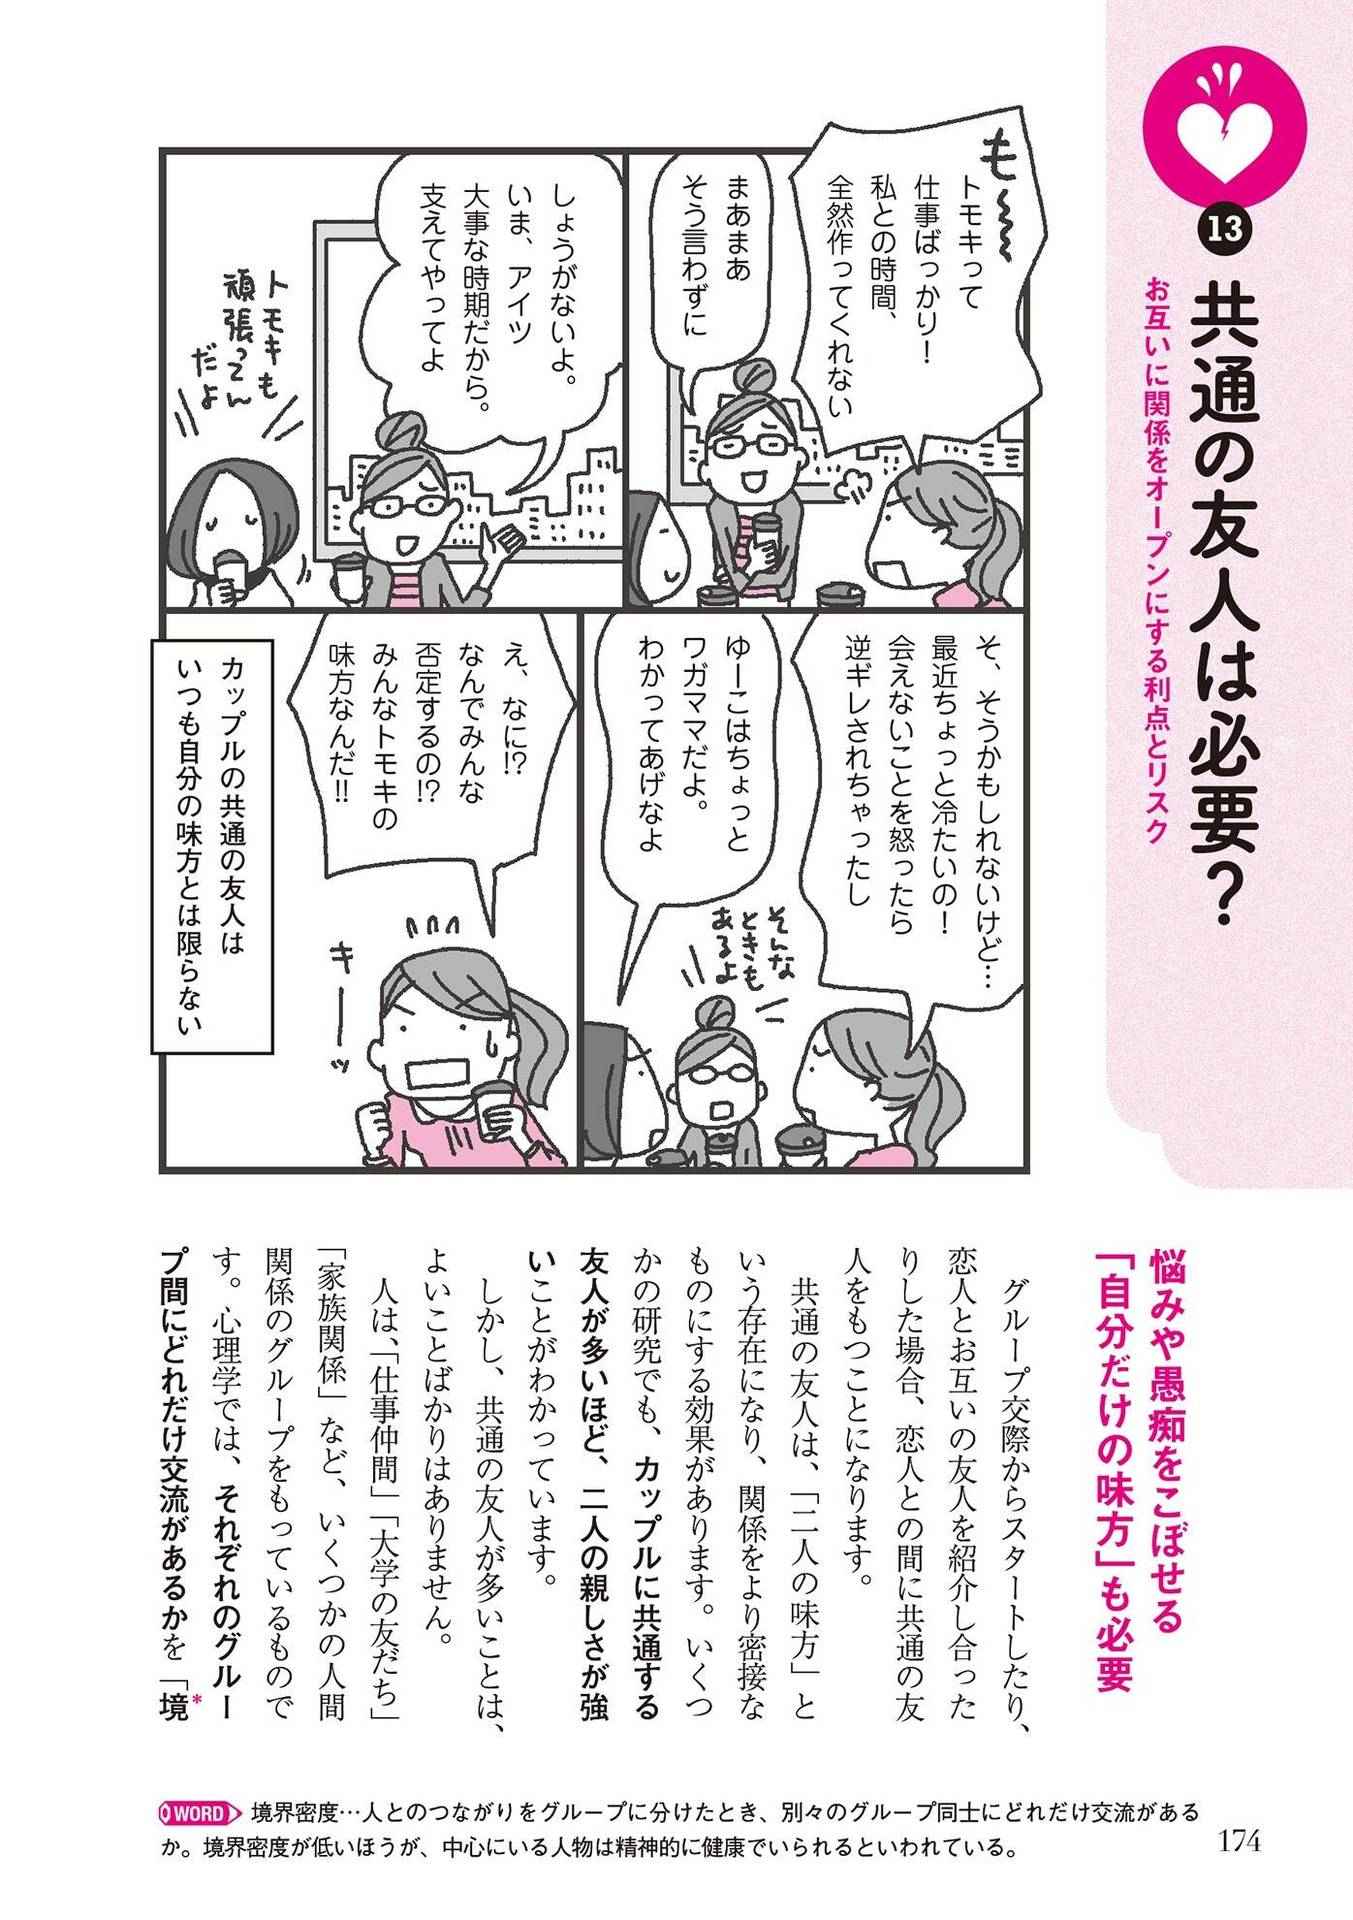 13
共通の友人は必要？
お互いに関係をオープンにする利点とリスク
も〜〜
トモキって
仕事ばっかり！
私との時間、
全然作ってくれない
まあまあ
そう言わずに
しょうがないよ。
いま、アイツ
大事な時期だから。
支えてやってよ
トモキも
頑張ってん
だよ
そ、そうかもしれないけど…
最近ちょっと冷たいの！
会えないことを怒ったら
逆ギレされちゃったし
ゆーこはちょっと
ワガママだよ。
わかってあげなよ
そんな
ときも
あるよ
え、なに!?
なんでみんな
否定するの!?
みんなトモキの
味方なんだ!!
キーーッ
カップルの共通の友人は
いつも自分の味方とは限らない
悩みや愚痴をこぼせる
「自分だけの味方」も必要
グループ交際からスタートしたり、
恋人とお互いの友人を紹介し合った
りした場合、恋人との間に共通の友
人をもつことになります。
共通の友人は、「二人の味方」と
いう存在になり、関係をより密接な
ものにする効果があります。いくつ
かの研究でも、カップルに共通する
友人が多いほど、二人の親しさが強
いことがわかっています。
しかし、共通の友人が多いことは、
よいことばかりはありません。
人は、「仕事仲間」「大学の友だち」
「家族関係」など、いくつかの人間
関係のグループをもっているもので
す。心理学では、それぞれのグルー
プ間にどれだけ交流があるかを「境*
WORD 境界密度…人とのつながりをグループに分けたとき、別々のグループ同士にどれだけ交流がある
か。境界密度が低いほうが、中心にいる人物は精神的に健康でいられるといわれている。
174